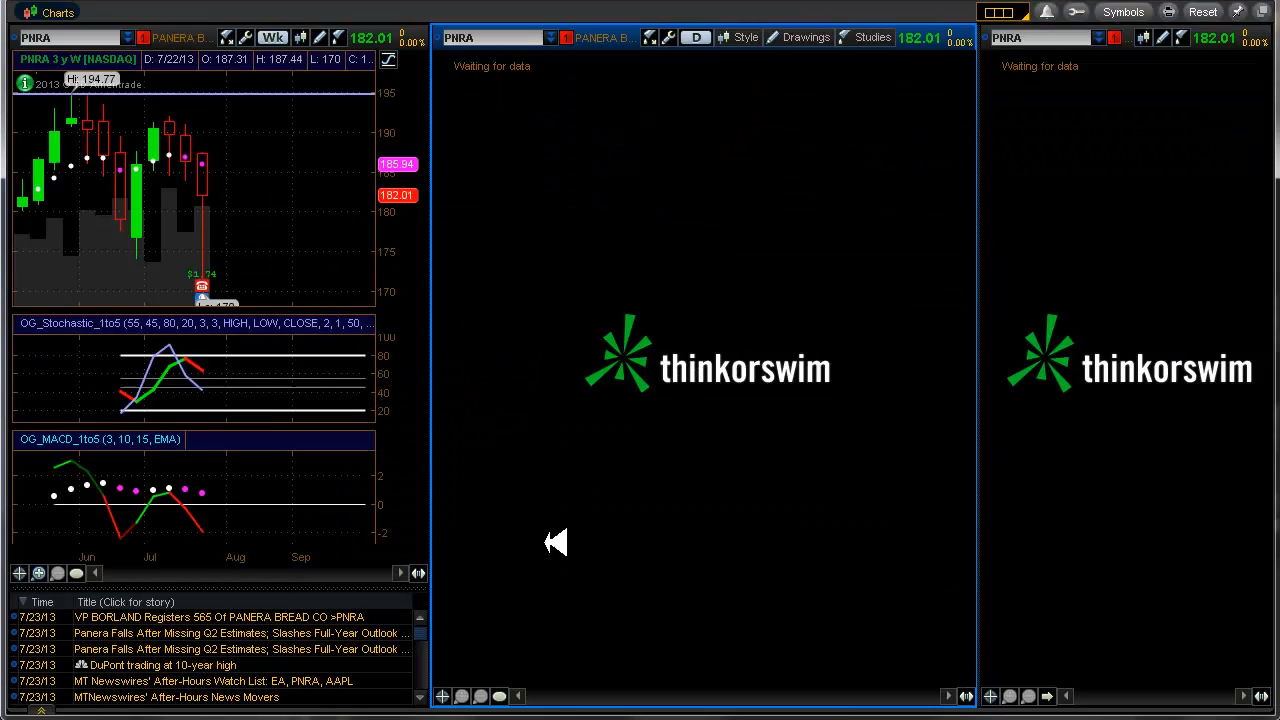 Charts
Symbols
Reset
PNRA
1
PANERA B...
Wk
182.01
0.00%
PNRA
1
PANERA B...
D
Style
Drawings
Studies
182.01
0.00%
PNRA
1
182.01
0.00%
PNRA 3 y W [NASDAQ]
D: 7/22/13
O: 187.31
H: 187.44
L: 170
C: 1...
Hi: 194.77
195
190
185.94
185
182.01
180
175
170
OG_Stochastic_1to5 (55, 45, 80, 20, 3, 3, HIGH, LOW, CLOSE, 2, 1, 50, ...
100
80
60
40
20
OG_MACD_1to5 (3, 10, 15, EMA)
2
0
-2
Jun
Jul
Aug
Sep
Time
Title (Click for story)
7/23/13 VP BORLAND Registers 565 Of PANERA BREAD CO >PNRA
7/23/13 Panera Falls After Missing Q2 Estimates; Slashes Full-Year Outlook ...
7/23/13 Panera Falls After Missing Q2 Estimates; Slashes Full-Year Outlook ...
7/23/13 DuPont trading at 10-year high
7/23/13 MT Newswires' After-Hours Watch List: EA, PNRA, AAPL
7/23/13 MTNewswires' After-Hours News Movers
Waiting for data
thinkorswim
Waiting for data
thinkorswim